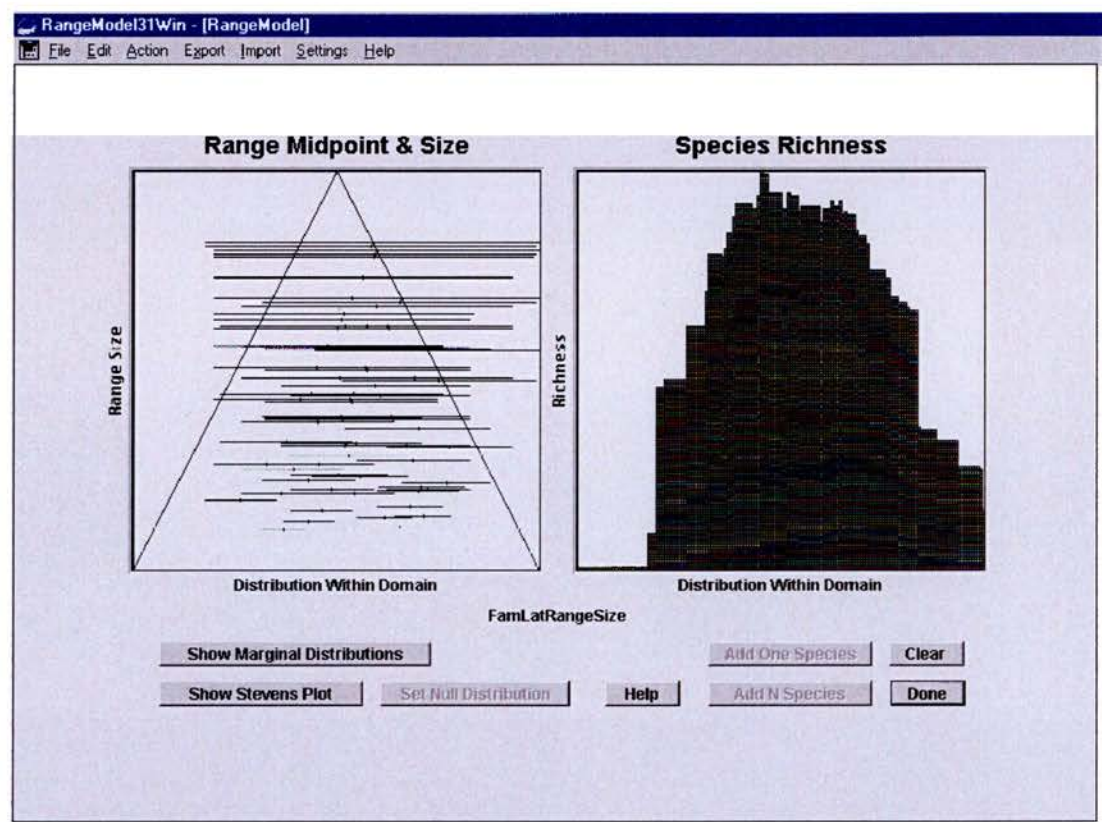 RangeModel31Win - [RangeModel]
File Edit Action Export Import Settings Help
Range Midpoint & Size
Species Richness
Range Size
Richness
Distribution Within Domain
Distribution Within Domain
FamLatRangeSize
Show Marginal Distributions
Add One Species
Clear
Show Stevens Plot
Set Null Distribution
Help
Add N Species
Done